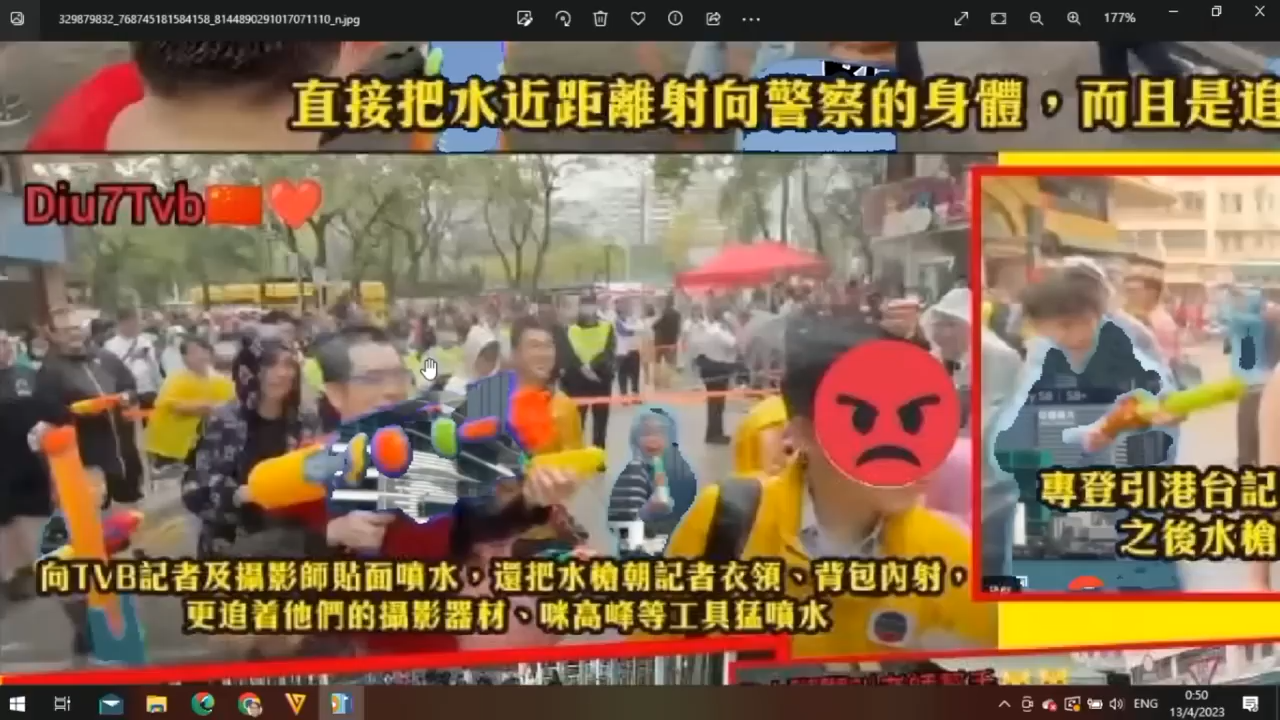 329879832_768745181584158_8144890291017071110_n.jpg
177%
直接把水近距離射向警察的身體，而且是追
Diu7Tvb🇨🇳❤️
專登引港台記
之後水槍
向TVB記者及攝影師貼面噴水，還把水槍朝記者衣領、背包內射，
更追着他們的攝影器材、咪高峰等工具猛噴水
ENG
0:50
13/4/2023